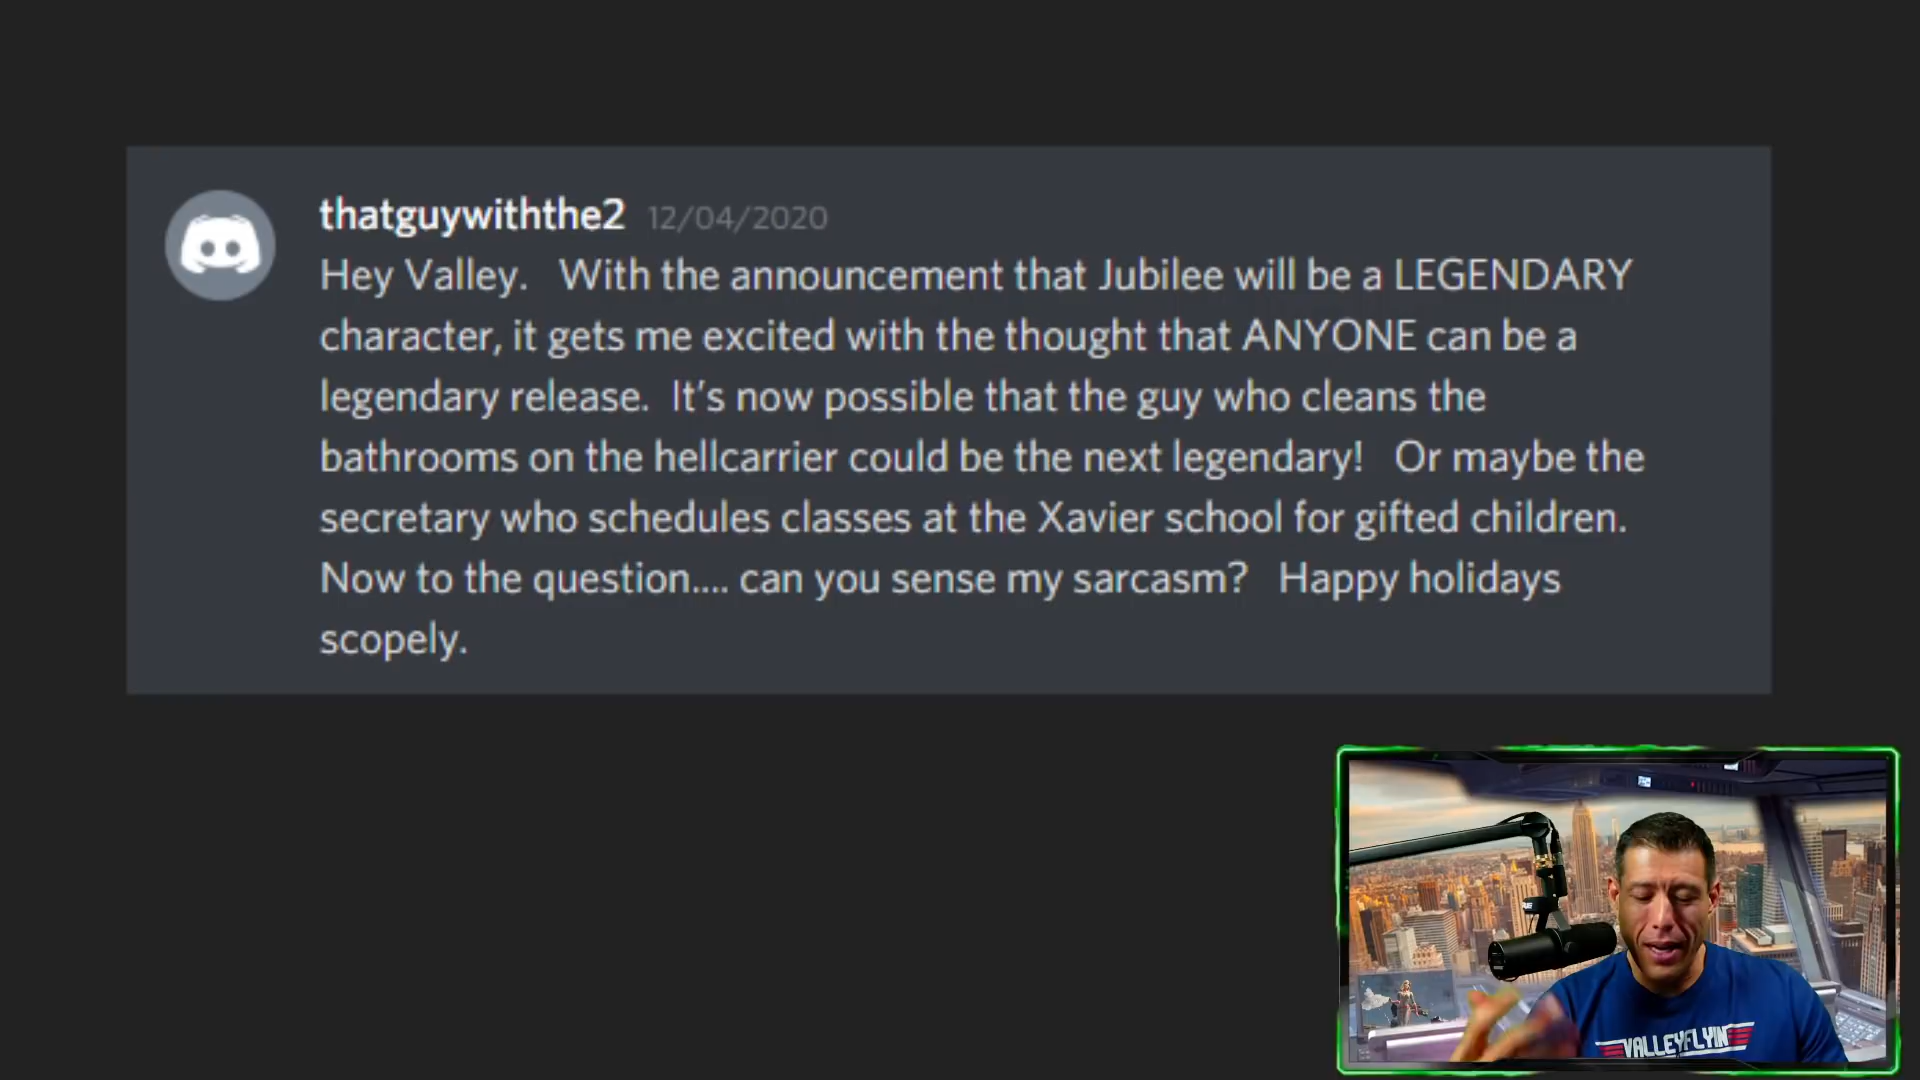 thatguywiththe2 12/04/2020
Hey Valley. With the announcement that Jubilee will be a LEGENDARY
character, it gets me excited with the thought that ANYONE can be a
legendary release. It's now possible that the guy who cleans the
bathrooms on the hellcarrier could be the next legendary! Or maybe the
secretary who schedules classes at the Xavier school for gifted children.
Now to the question.... can you sense my sarcasm? Happy holidays
scopely.
VALLEYFLYIN